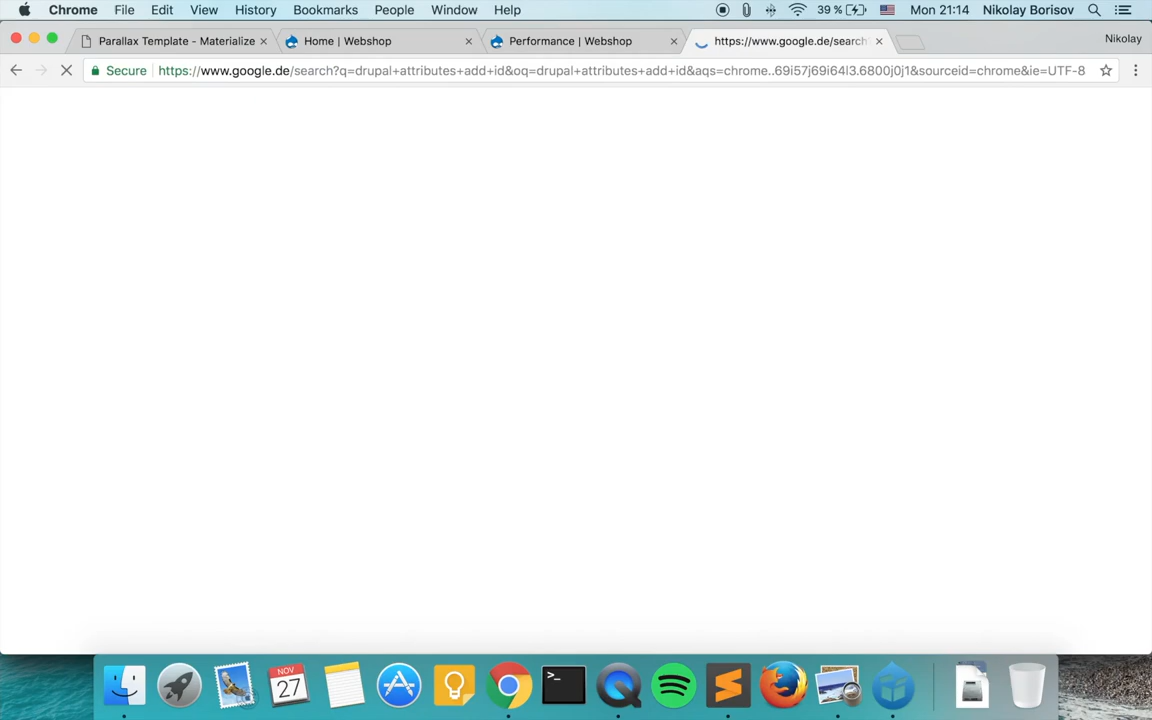 Chrome File Edit View History Bookmarks People Window Help 39 % Mon 21:14 Nikolay Borisov
Parallax Template - Materialize Home | Webshop Performance | Webshop https://www.google.de/search Nikolay
Secure https://www.google.de/search?q=drupal+attributes+add+id&oq=drupal+attributes+add+id&aqs=chrome..69i57j69i64l3.6800j0j1&sourceid=chrome&ie=UTF-8
NOV
27
>_